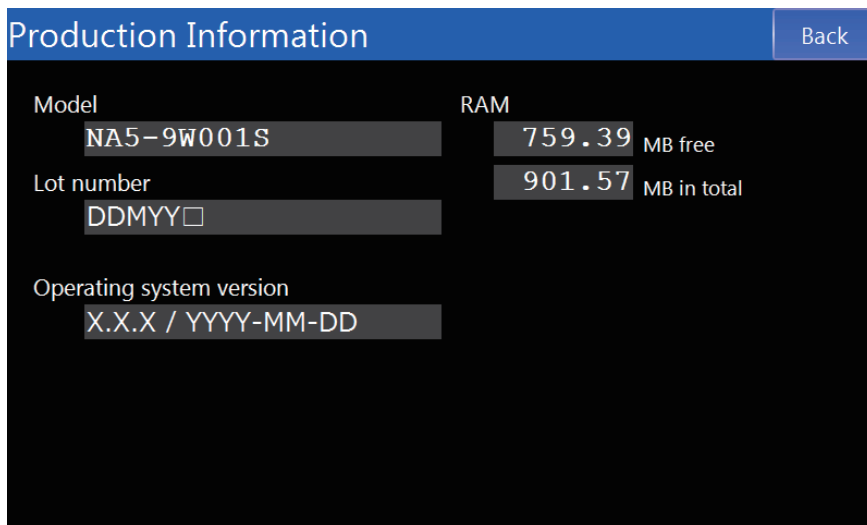 Production Information
Back
Model
NA5-9W001S
Lot number
DDMYY□
Operating system version
X.X.X / YYYY-MM-DD
RAM
759.39 MB free
901.57 MB in total